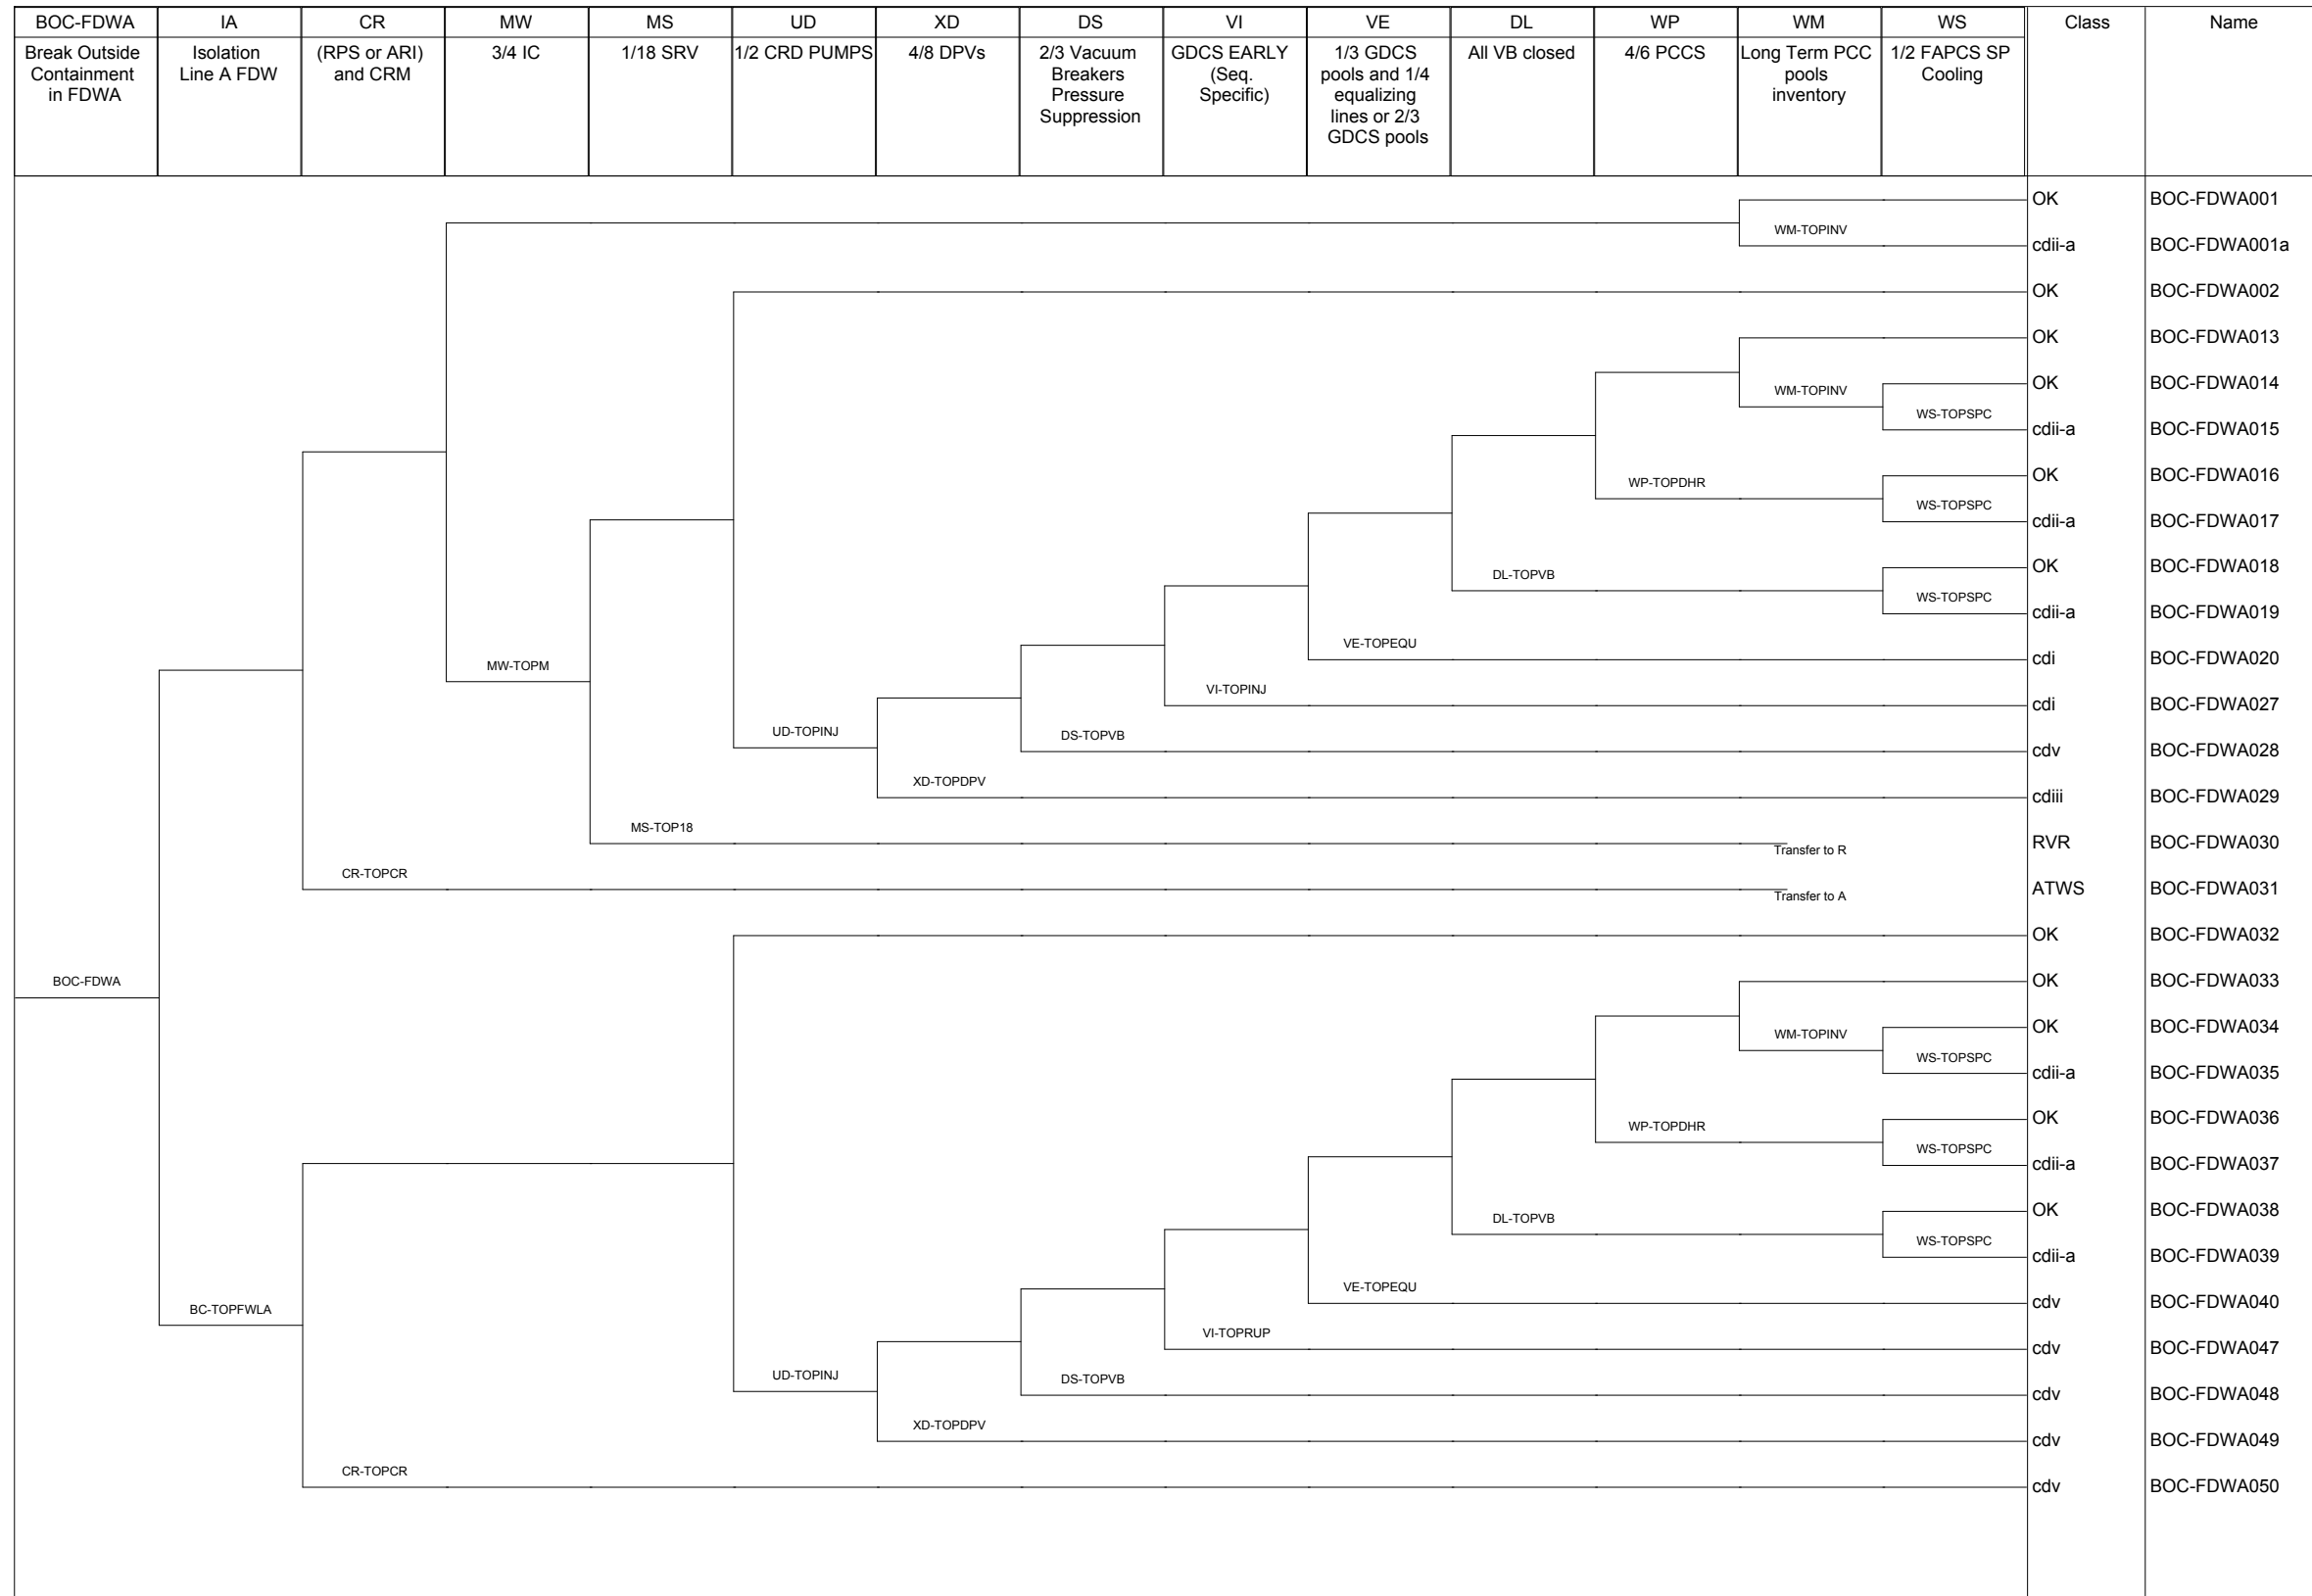 BOC-FDWA IA CR MW MS UD XD DS VI VE DL WP WM WS Class Name
Break Outside Containment in FDWA
Isolation Line A FDW
(RPS or ARI) and CRM
3/4 IC
1/18 SRV
1/2 CRD PUMPS
4/8 DPVs
2/3 Vacuum Breakers Pressure Suppression
GDCS EARLY (Seq. Specific)
1/3 GDCS pools and 1/4 equalizing lines or 2/3 GDCS pools
All VB closed
4/6 PCCS
Long Term PCC pools inventory
1/2 FAPCS SP Cooling
OK BOC-FDWA001
WM-TOPINV
cdii-a BOC-FDWA001a
OK BOC-FDWA002
OK BOC-FDWA013
WM-TOPINV
OK BOC-FDWA014
WS-TOPSPC
cdii-a BOC-FDWA015
WP-TOPDHR
OK BOC-FDWA016
WS-TOPSPC
cdii-a BOC-FDWA017
DL-TOPVB
OK BOC-FDWA018
WS-TOPSPC
cdii-a BOC-FDWA019
VE-TOPEQU
MW-TOPM
cdi BOC-FDWA020
VI-TOPINJ
cdi BOC-FDWA027
UD-TOPINJ
DS-TOPVB
cdv BOC-FDWA028
XD-TOPDPV
cdiii BOC-FDWA029
MS-TOP18
Transfer to R
RVR BOC-FDWA030
CR-TOPCR
Transfer to A
ATWS BOC-FDWA031
OK BOC-FDWA032
BOC-FDWA
OK BOC-FDWA033
WM-TOPINV
OK BOC-FDWA034
WS-TOPSPC
cdii-a BOC-FDWA035
WP-TOPDHR
OK BOC-FDWA036
WS-TOPSPC
cdii-a BOC-FDWA037
DL-TOPVB
OK BOC-FDWA038
WS-TOPSPC
cdii-a BOC-FDWA039
VE-TOPEQU
BC-TOPFWLA
cdv BOC-FDWA040
VI-TOPRUP
cdv BOC-FDWA047
UD-TOPINJ
DS-TOPVB
cdv BOC-FDWA048
XD-TOPDPV
cdv BOC-FDWA049
CR-TOPCR
cdv BOC-FDWA050